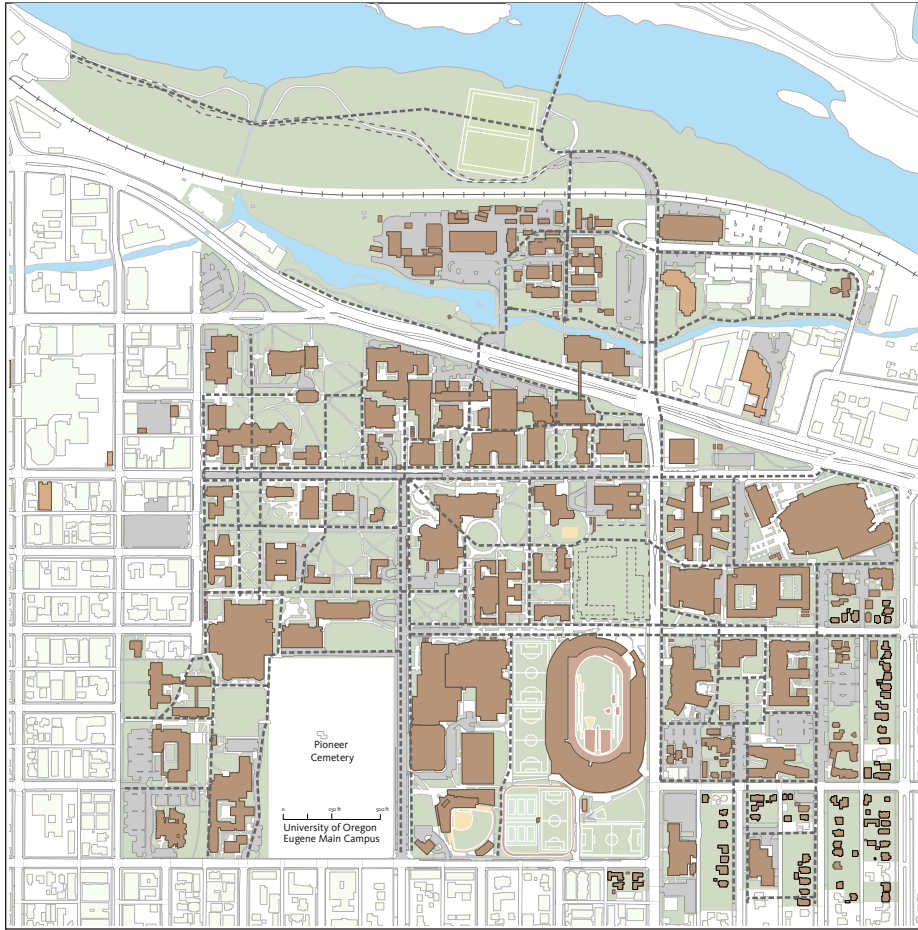 Pioneer
Cemetery
0 250 ft 500 ft
University of Oregon
Eugene Main Campus